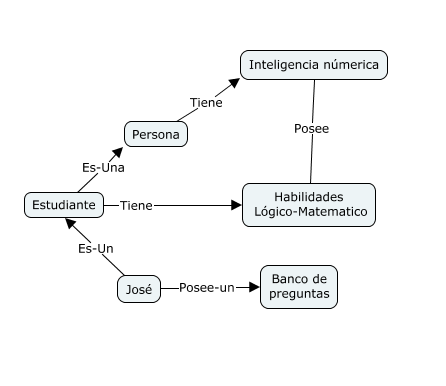 Inteligencia númerica
Tiene
Posee
Persona
Es-Una
Habilidades
Lógico-Matematico
Estudiante
Tiene
Es-Un
José
Posee-un
Banco de
preguntas